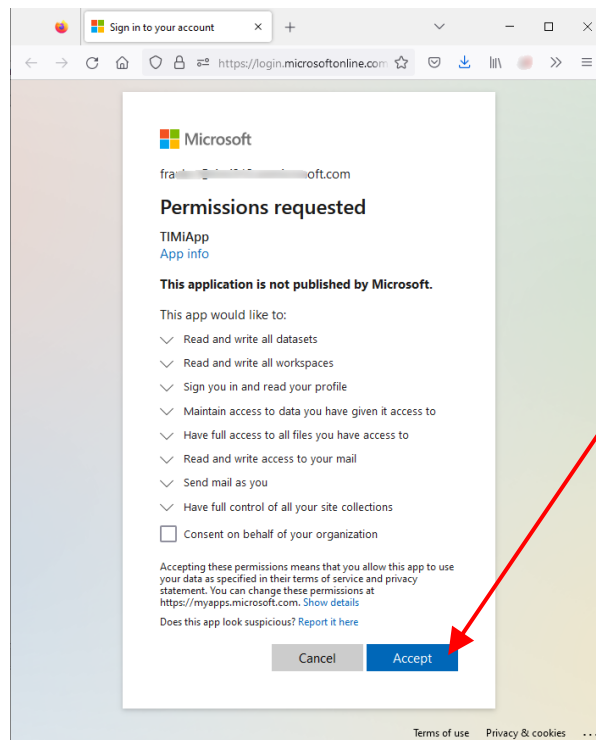 Sign in to your account
https://login.microsoftonline.com
Microsoft
fra oft.com
Permissions requested
TIMiApp
App info
This application is not published by Microsoft.
This app would like to:
Read and write all datasets
Read and write all workspaces
Sign you in and read your profile
Maintain access to data you have given it access to
Have full access to all files you have access to
Read and write access to your mail
Send mail as you
Have full control of all your site collections
Consent on behalf of your organization
Accepting these permissions means that you allow this app to use
your data as specified in their terms of service and privacy
statement. You can change these permissions at
https://myapps.microsoft.com. Show details
Does this app look suspicious? Report it here
Cancel Accept
Terms of use Privacy & cookies ...